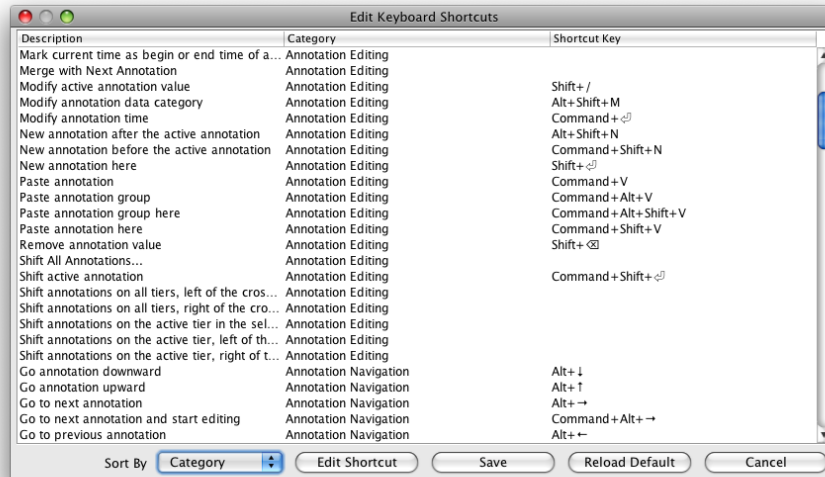 Edit Keyboard Shortcuts
Description Category Shortcut Key
Mark current time as begin or end time of a... Annotation Editing
Merge with Next Annotation Annotation Editing
Modify active annotation value Annotation Editing Shift+/
Modify annotation data category Annotation Editing Alt+Shift+M
Modify annotation time Annotation Editing Command+⏎
New annotation after the active annotation Annotation Editing Alt+Shift+N
New annotation before the active annotation Annotation Editing Command+Shift+N
New annotation here Annotation Editing Shift+⏎
Paste annotation Annotation Editing Command+V
Paste annotation group Annotation Editing Command+Alt+V
Paste annotation group here Annotation Editing Command+Alt+Shift+V
Paste annotation here Annotation Editing Command+Shift+V
Remove annotation value Annotation Editing Shift+⌫
Shift All Annotations... Annotation Editing
Shift active annotation Annotation Editing Command+Shift+⏎
Shift annotations on all tiers, left of the cros... Annotation Editing
Shift annotations on all tiers, right of the cro... Annotation Editing
Shift annotations on the active tier in the sel... Annotation Editing
Shift annotations on the active tier, left of th... Annotation Editing
Shift annotations on the active tier, right of t... Annotation Editing
Go annotation downward Annotation Navigation Alt+↓
Go annotation upward Annotation Navigation Alt+↑
Go to next annotation Annotation Navigation Alt+→
Go to next annotation and start editing Annotation Navigation Command+Alt+→
Go to previous annotation Annotation Navigation Alt+←
Sort By Category Edit Shortcut Save Reload Default Cancel